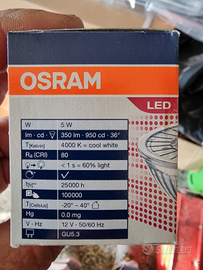 OSRAM
LED
W 5 W
lm · cd 350 lm · 950 cd · 36°
T[Kelvin] 4000 K = cool white
Ra (CRI) 80
< 1 s = 60% light
25000 h
100000
T[Celsius] -20° - 40°
Hg 0.0 mg
V · Hz 12 V · 50/60 Hz
GU5.3